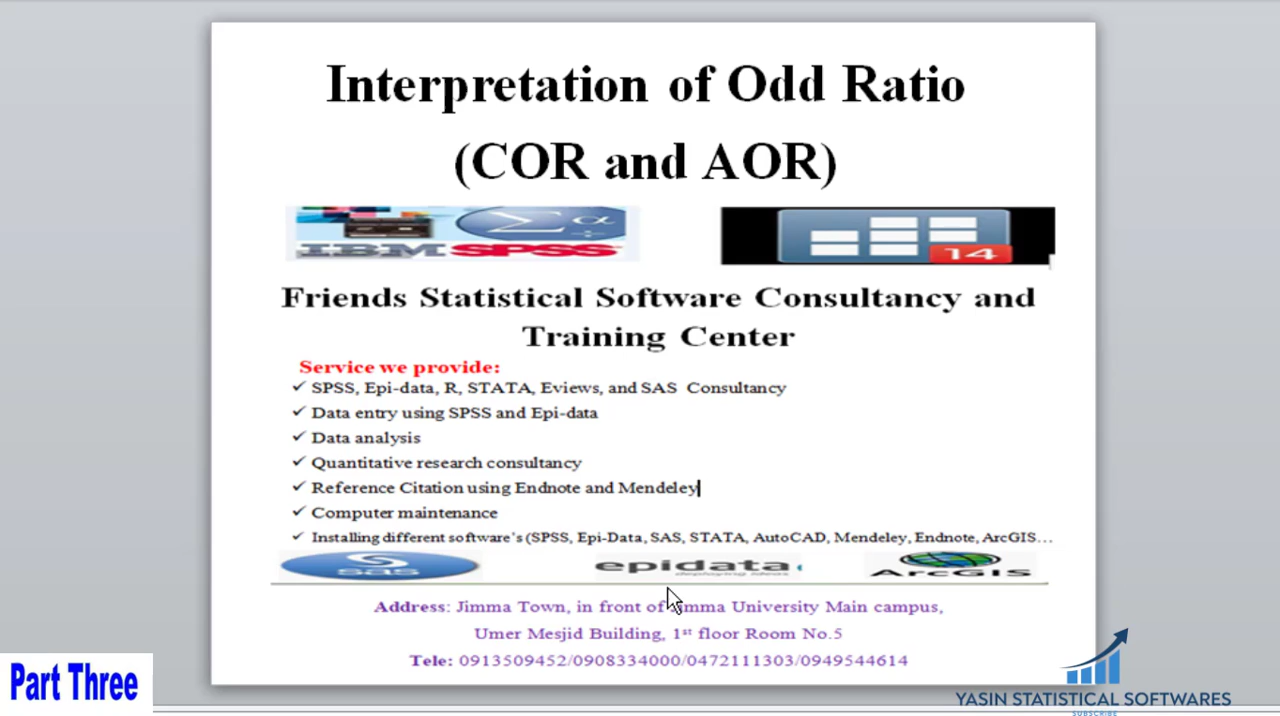 Interpretation of Odd Ratio
(COR and AOR)
IBM SPSS
14
Friends Statistical Software Consultancy and
Training Center
Service we provide:
✓ SPSS, Epi-data, R, STATA, Eviews, and SAS Consultancy
✓ Data entry using SPSS and Epi-data
✓ Data analysis
✓ Quantitative research consultancy
✓ Reference Citation using Endnote and Mendeley
✓ Computer maintenance
✓ Installing different software's (SPSS, Epi-Data, SAS, STATA, AutoCAD, Mendeley, Endnote, ArcGIS...
sas
epidata
deploying ideas
ArcGIS
Address: Jimma Town, in front of Jimma University Main campus,
Umer Mesjid Building, 1st floor Room No.5
Tele: 0913509452/0908334000/0472111303/0949544614
Part Three
YASIN STATISTICAL SOFTWARES
SUBSCRIBE